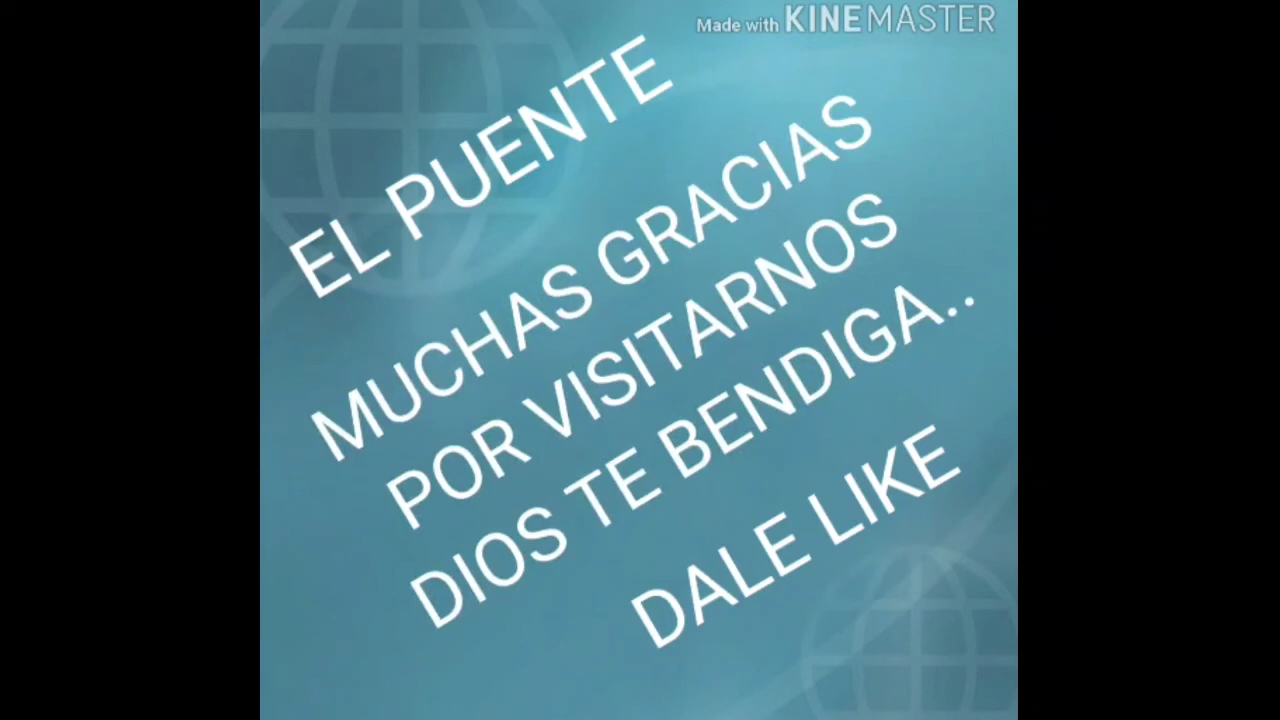 Made with KINEMASTER
EL PUENTE
MUCHAS GRACIAS
POR VISITARNOS
DIOS TE BENDIGA..
DALE LIKE